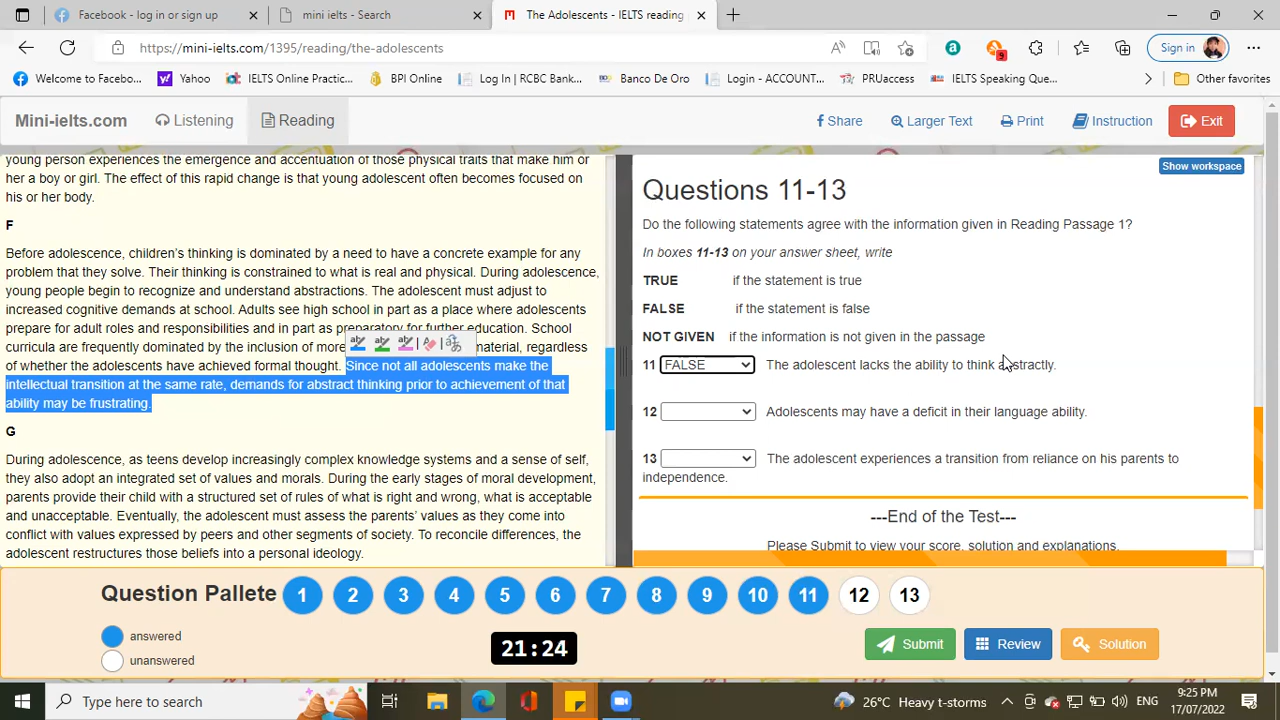 Facebook - log in or sign up
mini ielts - Search
The Adolescents - IELTS reading
https://mini-ielts.com/1395/reading/the-adolescents
Sign in
9
Welcome to Facebo...
Yahoo
IELTS Online Practic...
BPI Online
Log In | RCBC Bank...
Banco De Oro
Login - ACCOUNT...
PRUaccess
IELTS Speaking Que...
Other favorites
Mini-ielts.com
Listening
Reading
Share
Larger Text
Print
Instruction
Exit
young person experiences the emergence and accentuation of those physical traits that make him or
her a boy or girl. The effect of this rapid change is that young adolescent often becomes focused on
his or her body.
F
Before adolescence, children's thinking is dominated by a need to have a concrete example for any
problem that they solve. Their thinking is constrained to what is real and physical. During adolescence,
young people begin to recognize and understand abstractions. The adolescent must adjust to
increased cognitive demands at school. Adults see high school in part as a place where adolescents
prepare for adult roles and responsibilities and in part as preparatory for further education. School
curricula are frequently dominated by the inclusion of more material, regardless
of whether the adolescents have achieved formal thought. Since not all adolescents make the
intellectual transition at the same rate, demands for abstract thinking prior to achievement of that
ability may be frustrating.
G
During adolescence, as teens develop increasingly complex knowledge systems and a sense of self,
they also adopt an integrated set of values and morals. During the early stages of moral development,
parents provide their child with a structured set of rules of what is right and wrong, what is acceptable
and unacceptable. Eventually, the adolescent must assess the parents' values as they come into
conflict with values expressed by peers and other segments of society. To reconcile differences, the
adolescent restructures those beliefs into a personal ideology.
Show workspace
Questions 11-13
Do the following statements agree with the information given in Reading Passage 1?
In boxes 11-13 on your answer sheet, write
TRUE if the statement is true
FALSE if the statement is false
NOT GIVEN if the information is not given in the passage
11 FALSE The adolescent lacks the ability to think abstractly.
12 Adolescents may have a deficit in their language ability.
13 The adolescent experiences a transition from reliance on his parents to
independence.
---End of the Test---
Please Submit to view your score, solution and explanations.
Question Pallete
1 2 3 4 5 6 7 8 9 10 11 12 13
answered
unanswered
21:24
Submit
Review
Solution
Type here to search
26°C Heavy t-storms
ENG
9:25 PM
17/07/2022